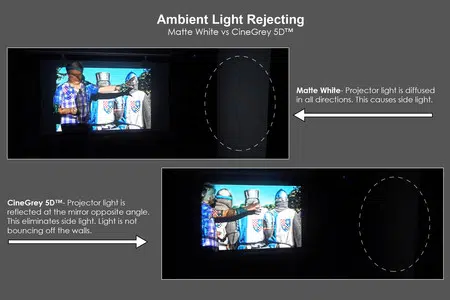 Ambient Light Rejecting
Matte White vs CineGrey 5D™
Matte White- Projector light is diffused
in all directions. This causes side light.
CineGrey 5D™- Projector light is
reflected at the mirror opposite angle.
This eliminates side light. Light is not
bouncing off the walls.